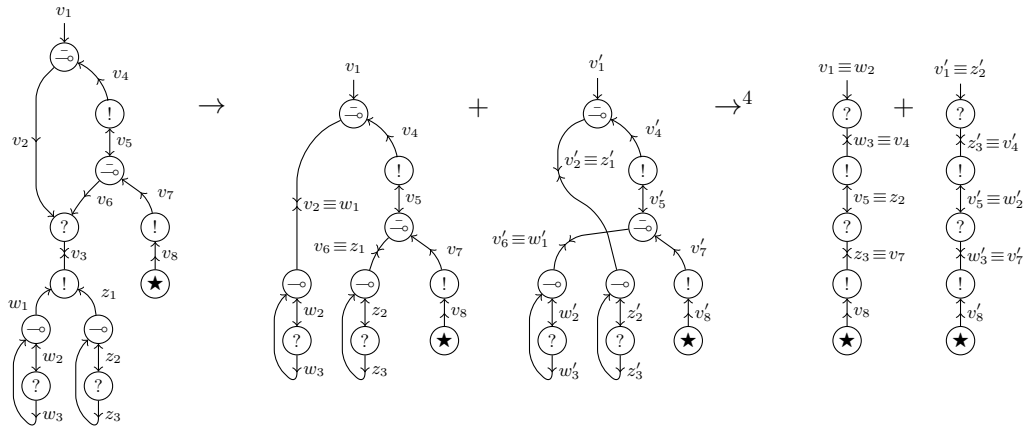 v₁
v₄
!
v₂
v₅
v₆
v₇
?
!
v₃
v₈
!
★
w₁
z₁
w₂
z₂
?
?
w₃
z₃
→
v₁
v₄
!
v₂≡w₁
v₅
v₆≡z₁
v₇
!
w₂
z₂
v₈
?
?
★
w₃
z₃
+
v′₁
v′₄
v′₂≡z′₁
!
v′₅
v′₆≡w′₁
v′₇
!
w′₂
z′₂
v′₈
?
?
★
w′₃
z′₃
→⁴
v₁≡w₂
?
w₃≡v₄
!
v₅≡z₂
?
z₃≡v₇
!
v₈
★
+
v′₁≡z′₂
?
z′₃≡v′₄
!
v′₅≡w′₂
?
w′₃≡v′₇
!
v′₈
★